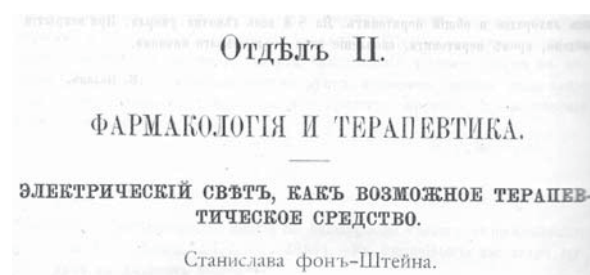 Отдѣлъ II.
ФАРМАКОЛОГІЯ И ТЕРАПЕВТИКА.
ЭЛЕКТРИЧЕСКІЙ СВѢТЪ, КАКЪ ВОЗМОЖНОЕ ТЕРАПЕВ-
ТИЧЕСКОЕ СРЕДСТВО.
Станислава фонъ-Штейна.